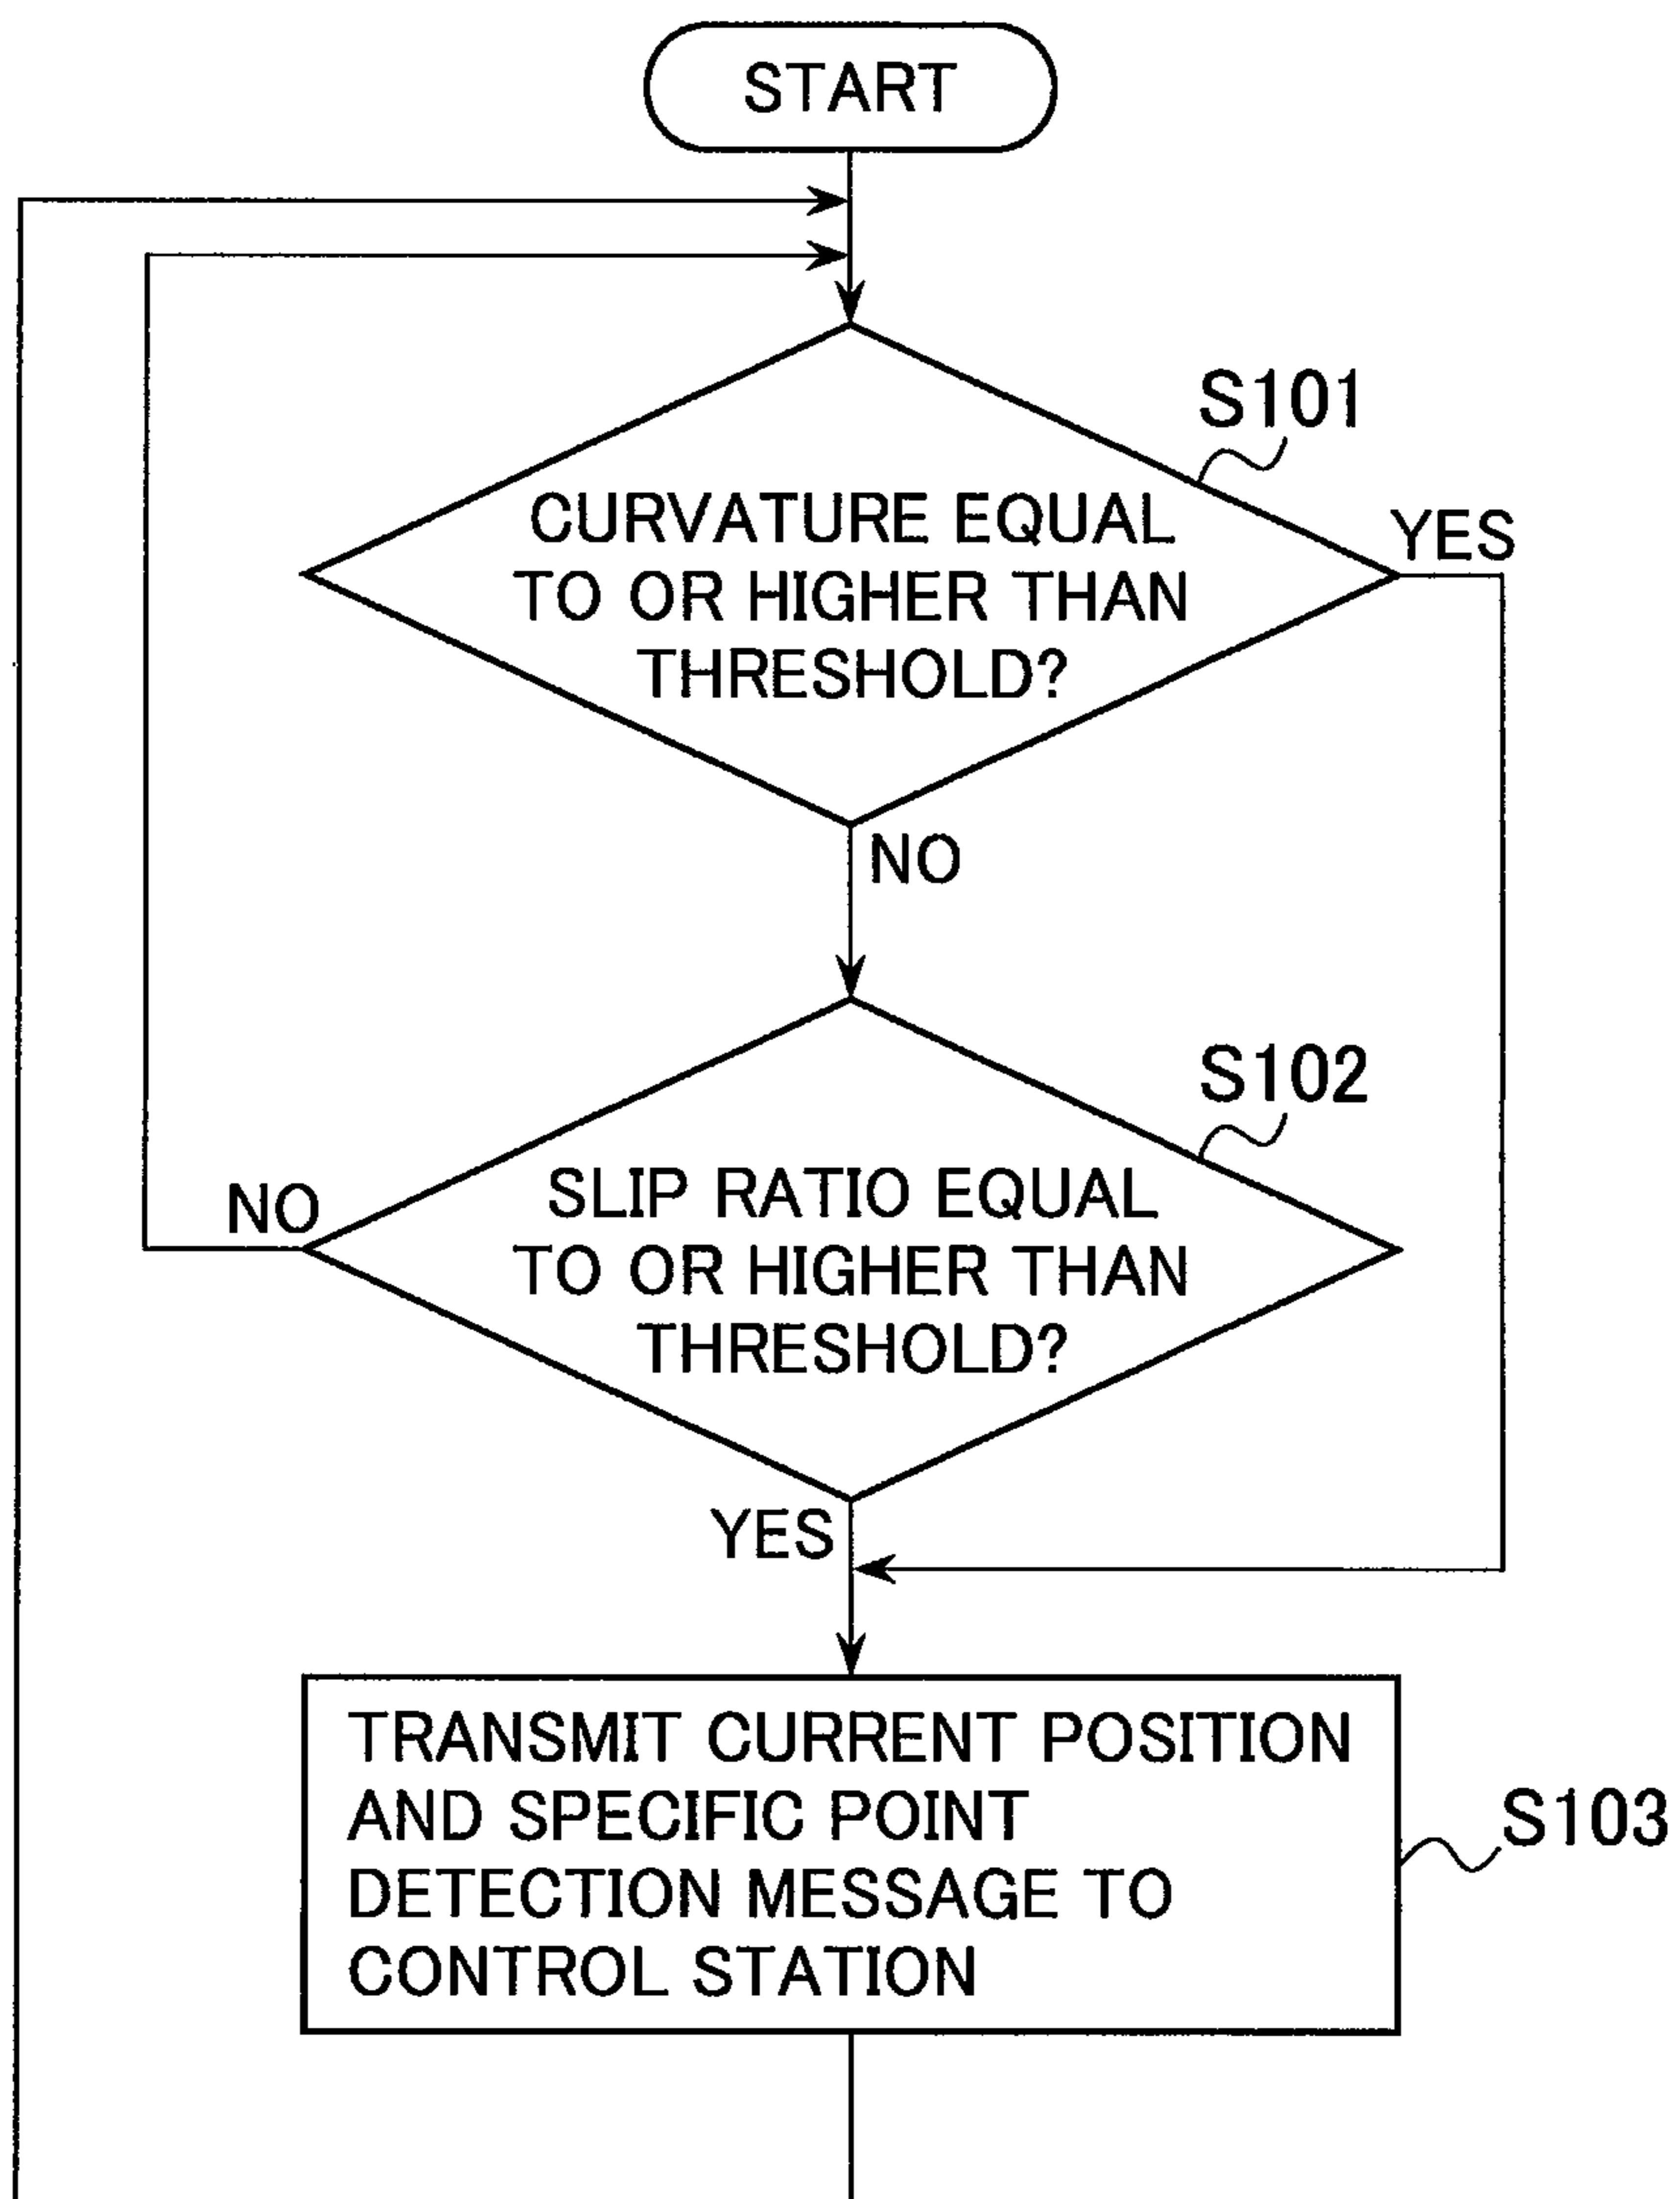 START
S101
CURVATURE EQUAL
TO OR HIGHER THAN
THRESHOLD?
YES
NO
S102
SLIP RATIO EQUAL
TO OR HIGHER THAN
THRESHOLD?
NO
YES
TRANSMIT CURRENT POSITION
AND SPECIFIC POINT
DETECTION MESSAGE TO
CONTROL STATION
S103